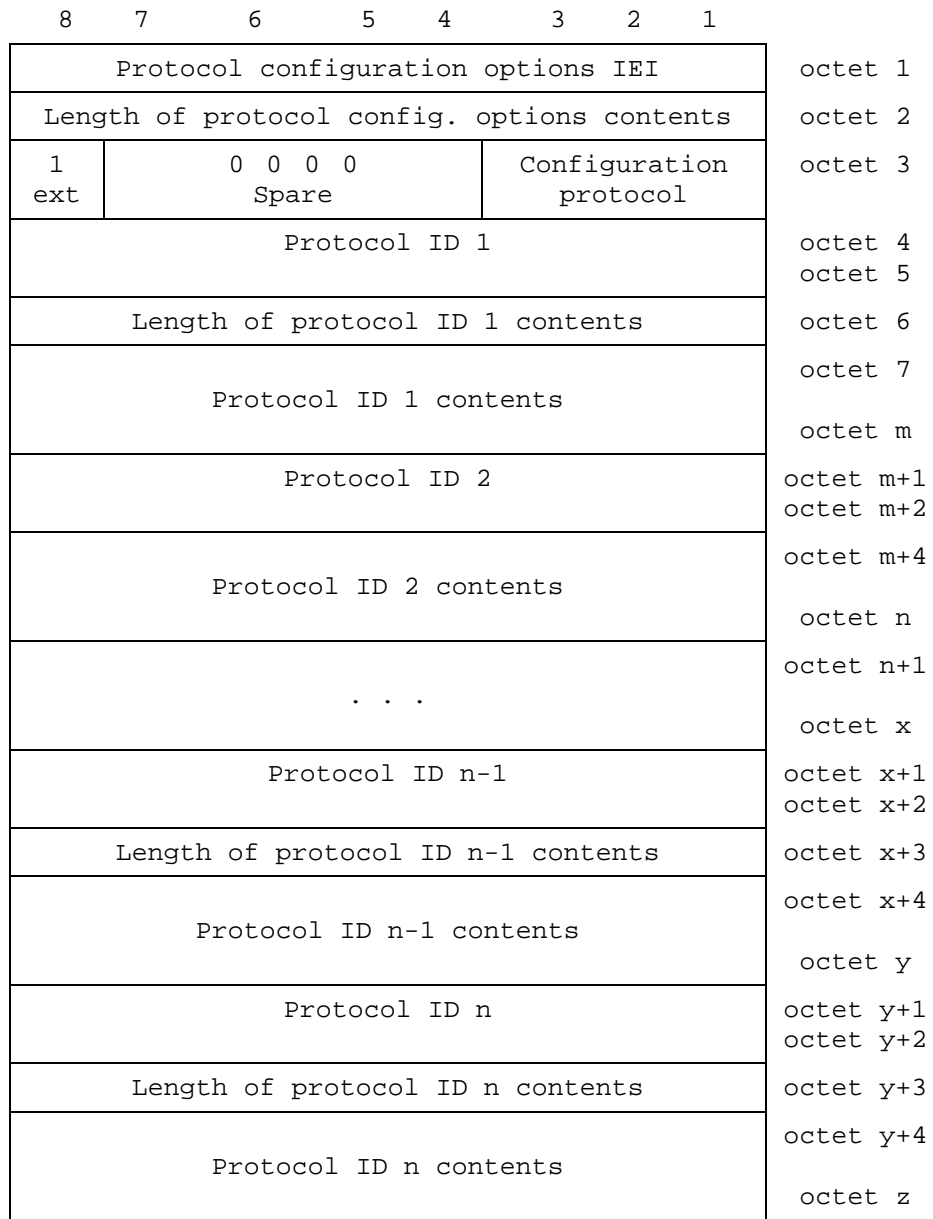 8 7 6 5 4 3 2 1
Protocol configuration options IEI octet 1
Length of protocol config. options contents octet 2
1 0 0 0 0 Configuration octet 3
ext Spare protocol
Protocol ID 1 octet 4
octet 5
Length of protocol ID 1 contents octet 6
octet 7
Protocol ID 1 contents
octet m
Protocol ID 2 octet m+1
octet m+2
octet m+4
Protocol ID 2 contents
octet n
octet n+1
. . .
octet x
Protocol ID n-1 octet x+1
octet x+2
Length of protocol ID n-1 contents octet x+3
octet x+4
Protocol ID n-1 contents
octet y
Protocol ID n octet y+1
octet y+2
Length of protocol ID n contents octet y+3
octet y+4
Protocol ID n contents
octet z